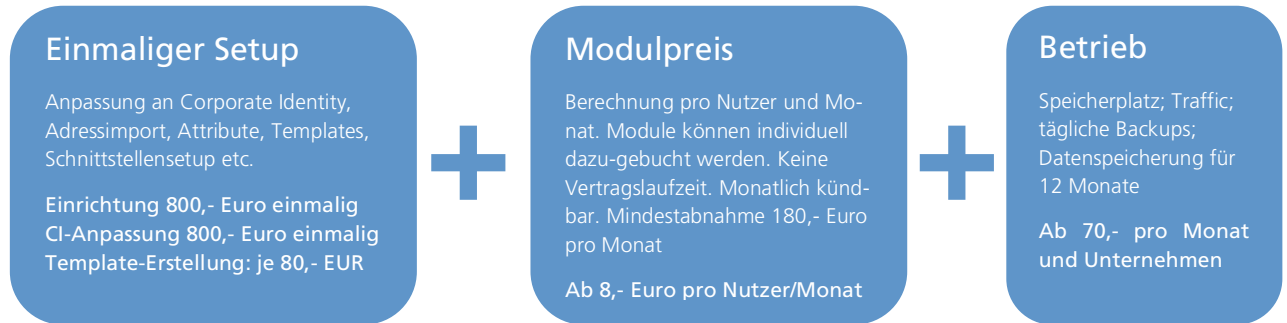 Einmaliger Setup
Anpassung an Corporate Identity,
Adressimport, Attribute, Templates,
Schnittstellensetup etc.
Einrichtung 800,- Euro einmalig
CI-Anpassung 800,- Euro einmalig
Template-Erstellung: je 80,- EUR
+
Modulpreis
Berechnung pro Nutzer und Mo-
nat. Module können individuell
dazu-gebucht werden. Keine
Vertragslaufzeit. Monatlich künd-
bar. Mindestabnahme 180,- Euro
pro Monat
Ab 8,- Euro pro Nutzer/Monat
+
Betrieb
Speicherplatz; Traffic;
tägliche Backups;
Datenspeicherung für
12 Monate
Ab 70,- pro Monat
und Unternehmen